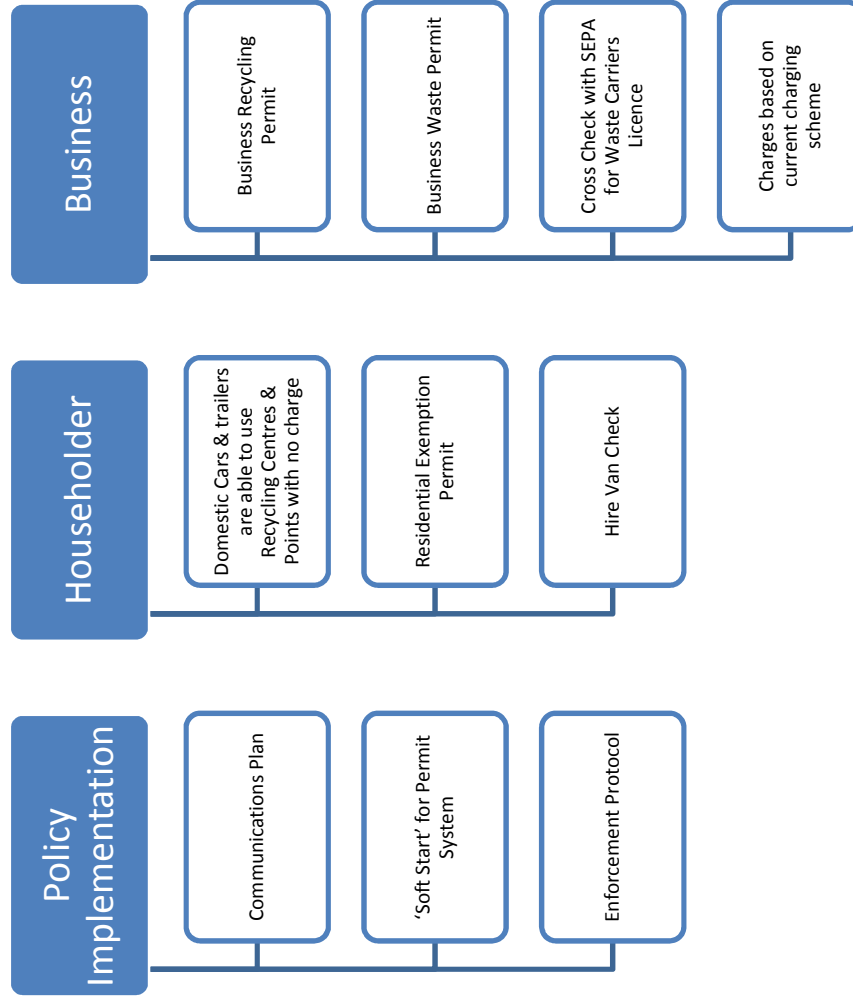 Policy
Implementation
Communications Plan
‘Soft Start’ for Permit
System
Enforcement Protocol
Householder
Domestic Cars & trailers
are able to use
Recycling Centres &
Points with no charge
Residential Exemption
Permit
Hire Van Check
Business
Business Recycling
Permit
Business Waste Permit
Cross Check with SEPA
for Waste Carriers
Licence
Charges based on
current charging
scheme